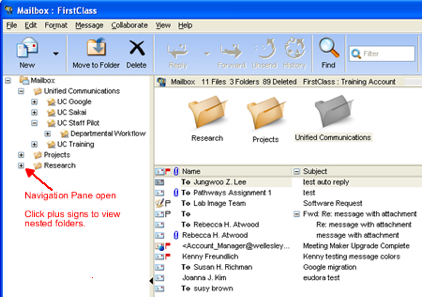 Mailbox : FirstClass
File Edit Format Message Collaborate View Help
New Move to Folder Delete Reply Forward Unsend History Find Filter
Mailbox
Unified Communications
UC Google
UC Sakai
UC Staff Pilot
Departmental Workflow
UC Training
Projects
Research
Navigation Pane open
Click plus signs to view
nested folders.
Mailbox 11 Files 3 Folders 89 Deleted FirstClass : Training Account
Research Projects Unified Communications
Name Subject
To Jungwoo Z. Lee test auto reply
To Pathways Assignment 1 test
To Lab Image Team Software Request
P To Fwd: Re: message with attachment
To Rebecca H. Atwood Re: message with attachment
Rebecca H. Atwood message with attachment
<Account_Manager@wellesley... Meeting Maker Upgrade Complete
Kenny Freundlich Kenny testing message colors
To Susan H. Richman Google migration
Joanna J. Kim eudora test
To susy brown